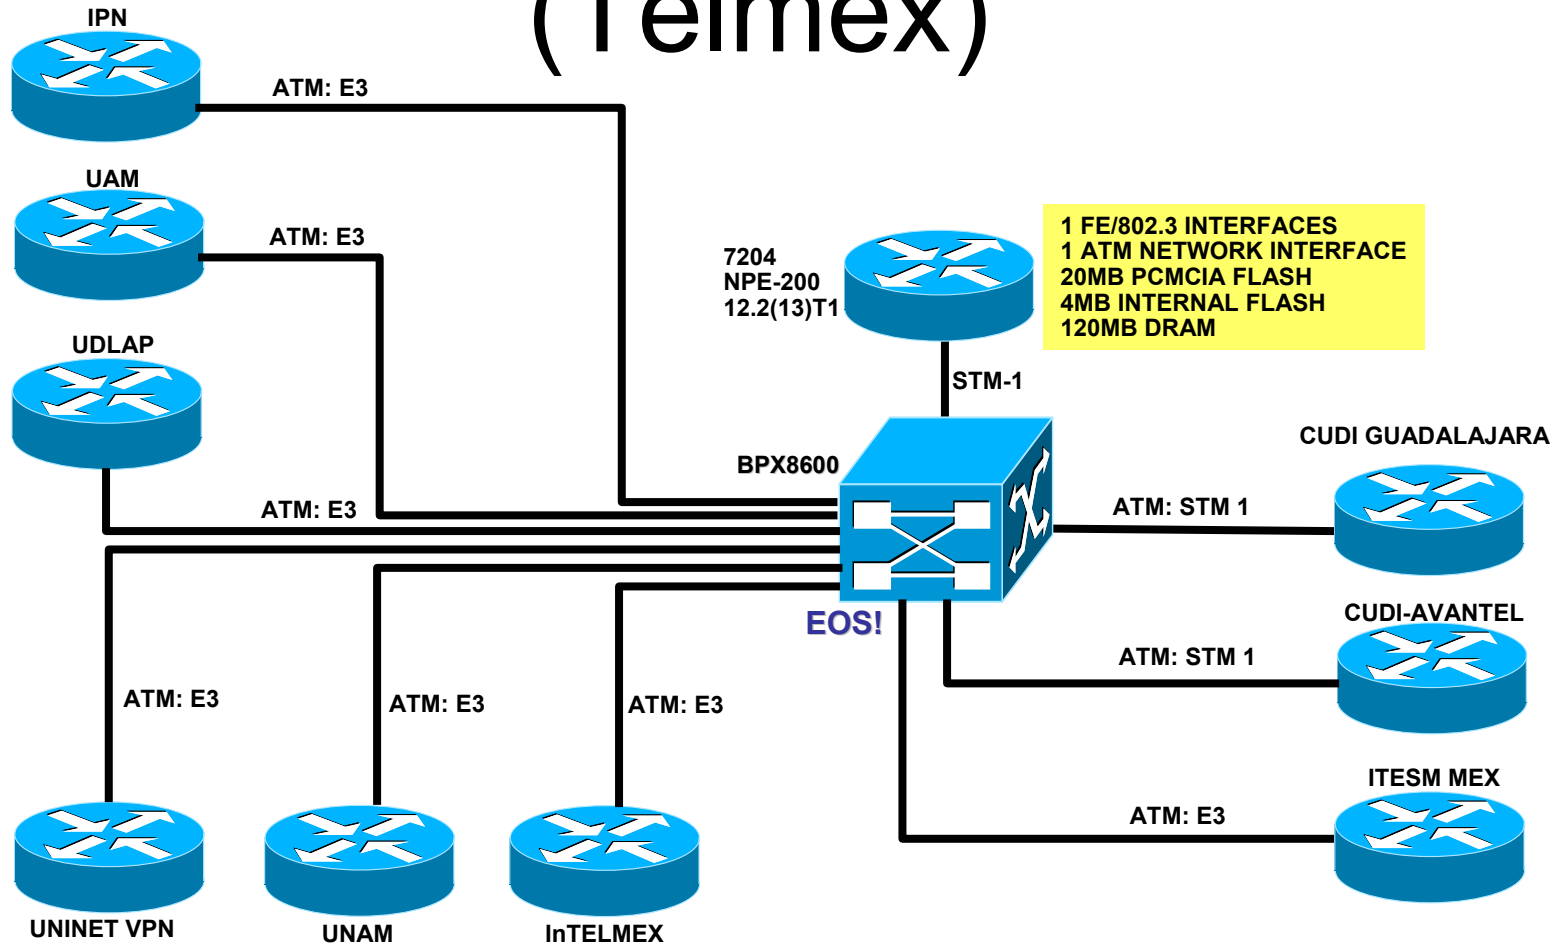 (Telmex)
IPN
ATM: E3
UAM
ATM: E3
7204
NPE-200
12.2(13)T1
1 FE/802.3 INTERFACES
1 ATM NETWORK INTERFACE
20MB PCMCIA FLASH
4MB INTERNAL FLASH
120MB DRAM
UDLAP
STM-1
CUDI GUADALAJARA
BPX8600
ATM: E3
ATM: STM 1
EOS!
CUDI-AVANTEL
ATM: STM 1
ATM: E3
ATM: E3
ATM: E3
ITESM MEX
ATM: E3
UNINET VPN
UNAM
InTELMEX